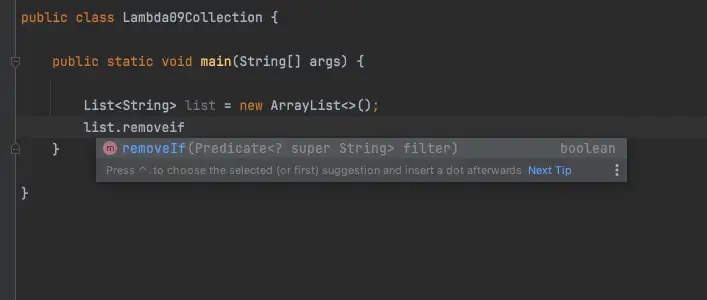 public class Lambda09Collection {
public static void main(String[] args) {
List<String> list = new ArrayList<>();
list.removeif
m removeIf(Predicate<? super String> filter) boolean
Press ^. to choose the selected (or first) suggestion and insert a dot afterwards Next Tip
}
}